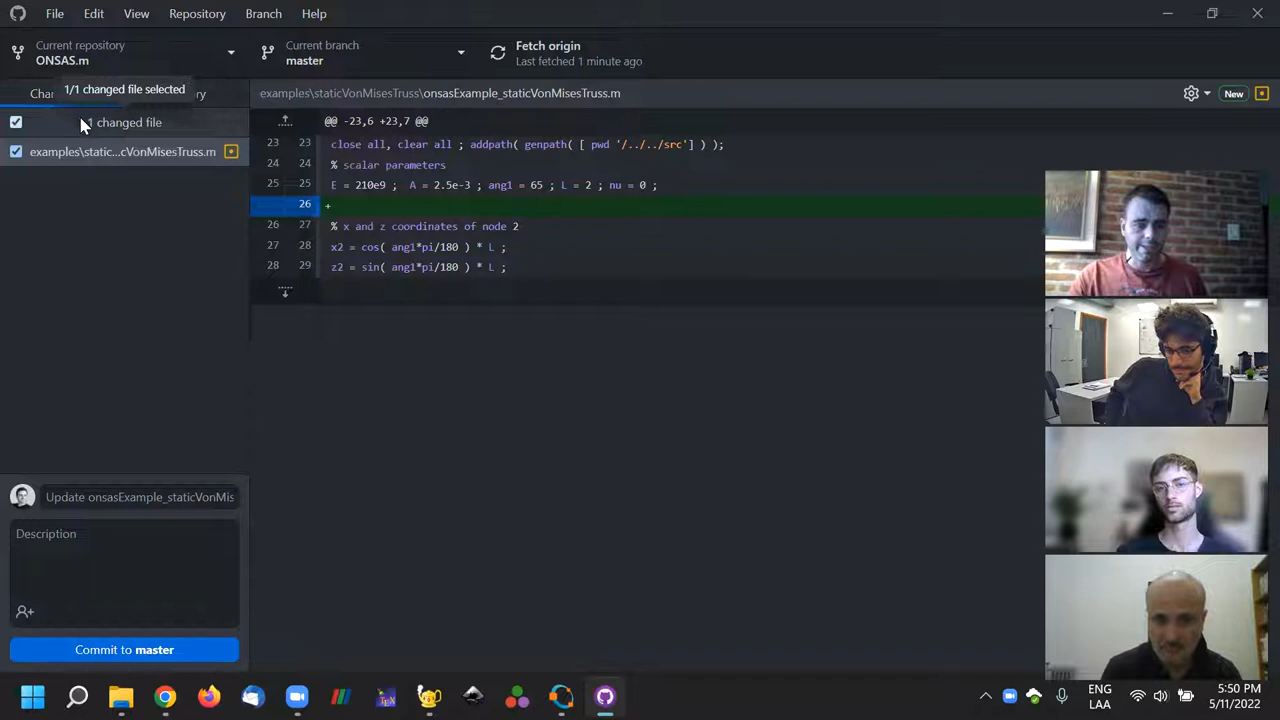 File Edit View Repository Branch Help
Current repository
ONSAS.m
Current branch
master
Fetch origin
Last fetched 1 minute ago
1/1 changed file selected
examples\staticVonMisesTruss\onsasExample_staticVonMisesTruss.m
New
1 changed file
examples\static...cVonMisesTruss.m
@@ -23,6 +23,7 @@
23 23 close all, clear all ; addpath( genpath( [ pwd '/../../src'] ) );
24 24 % scalar parameters
25 25 E = 210e9 ; A = 2.5e-3 ; ang1 = 65 ; L = 2 ; nu = 0 ;
26 +
26 27 % x and z coordinates of node 2
27 28 x2 = cos( ang1*pi/180 ) * L ;
28 29 z2 = sin( ang1*pi/180 ) * L ;
Update onsasExample_staticVonMis
Description
Commit to master
ENG
LAA
5:50 PM
5/11/2022